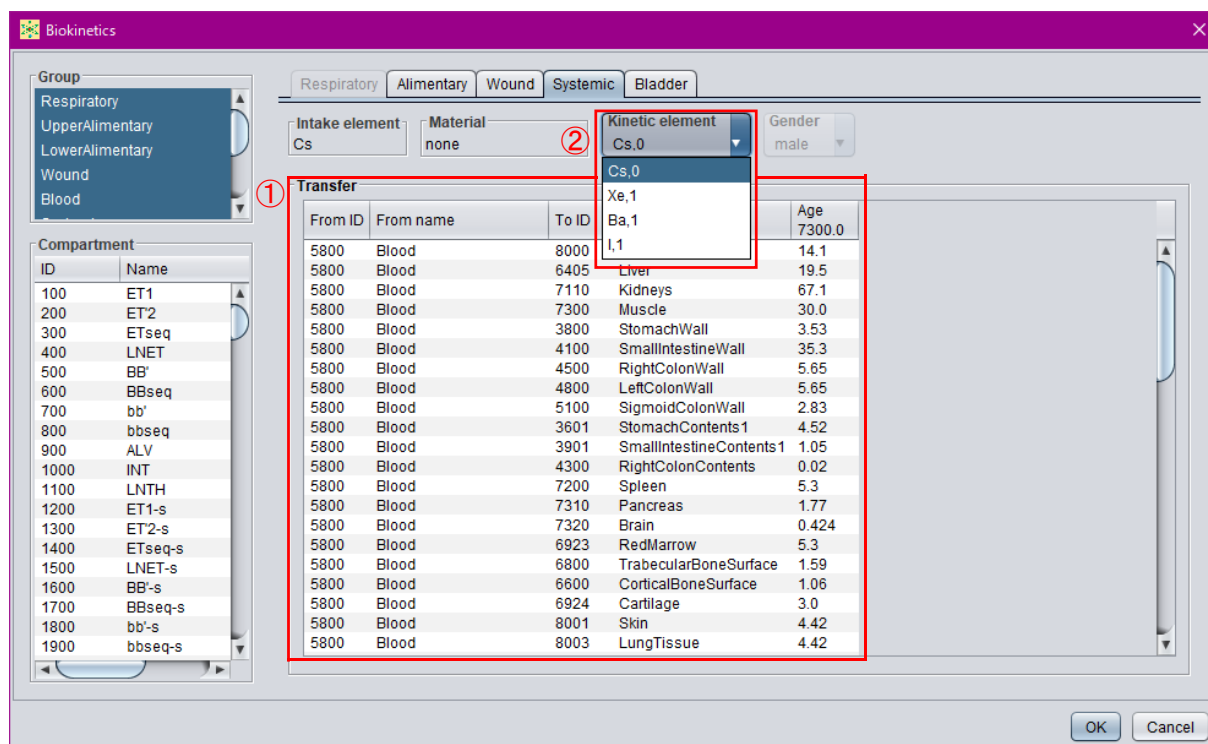 Biokinetics
Group
Respiratory
UpperAlimentary
LowerAlimentary
Wound
Blood
Compartment
ID Name
100 ET1
200 ET'2
300 ETseq
400 LNET
500 BB'
600 BBseq
700 bb'
800 bbseq
900 ALV
1000 INT
1100 LNTH
1200 ET1-s
1300 ET'2-s
1400 ETseq-s
1500 LNET-s
1600 BB'-s
1700 BBseq-s
1800 bb'-s
1900 bbseq-s
Respiratory Alimentary Wound Systemic Bladder
Intake element
Cs
Material
none
②
Kinetic element
Cs,0
Cs,0
Xe,1
Ba,1
I,1
Gender
male
①
Transfer
From ID From name To ID Age
7300.0
5800 Blood 8000 14.1
5800 Blood 6405 Liver 19.5
5800 Blood 7110 Kidneys 67.1
5800 Blood 7300 Muscle 30.0
5800 Blood 3800 StomachWall 3.53
5800 Blood 4100 SmallIntestineWall 35.3
5800 Blood 4500 RightColonWall 5.65
5800 Blood 4800 LeftColonWall 5.65
5800 Blood 5100 SigmoidColonWall 2.83
5800 Blood 3601 StomachContents1 4.52
5800 Blood 3901 SmallIntestineContents1 1.05
5800 Blood 4300 RightColonContents 0.02
5800 Blood 7200 Spleen 5.3
5800 Blood 7310 Pancreas 1.77
5800 Blood 7320 Brain 0.424
5800 Blood 6923 RedMarrow 5.3
5800 Blood 6800 TrabecularBoneSurface 1.59
5800 Blood 6600 CorticalBoneSurface 1.06
5800 Blood 6924 Cartilage 3.0
5800 Blood 8001 Skin 4.42
5800 Blood 8003 LungTissue 4.42
OK Cancel